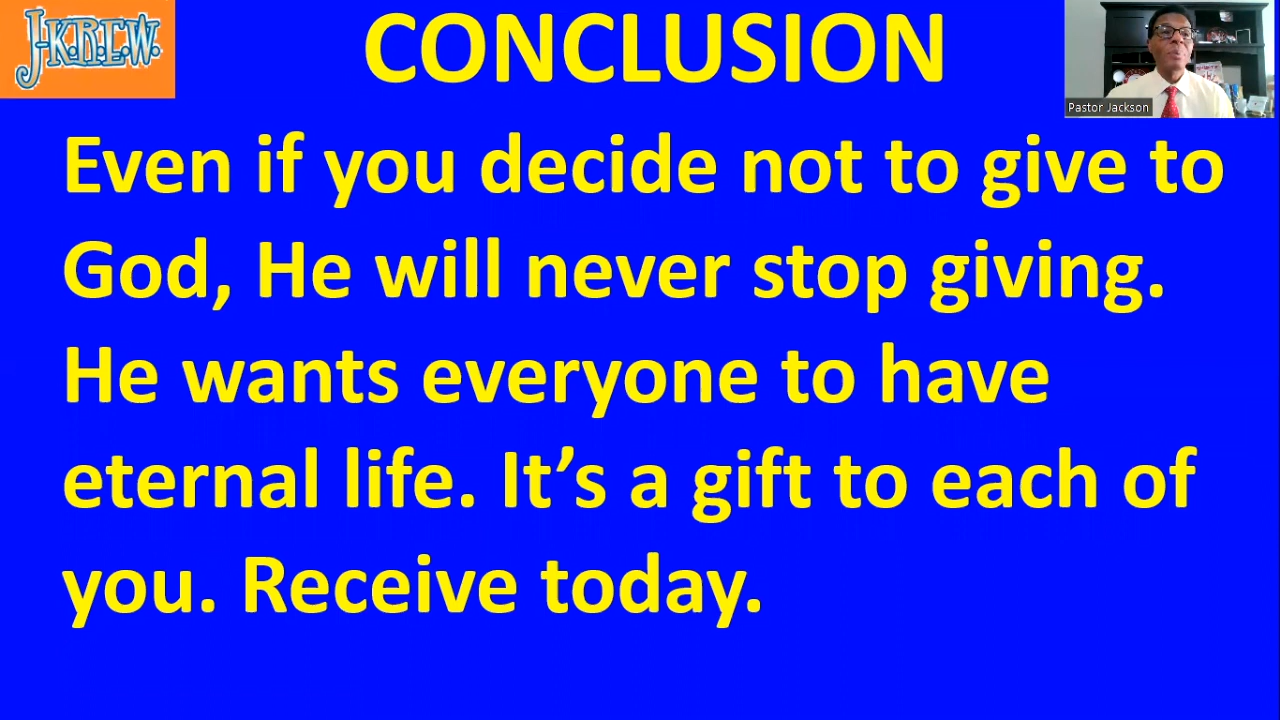 J-K.R.E.W.
CONCLUSION
Pastor Jackson
Even if you decide not to give to
God, He will never stop giving.
He wants everyone to have
eternal life. It’s a gift to each of
you. Receive today.